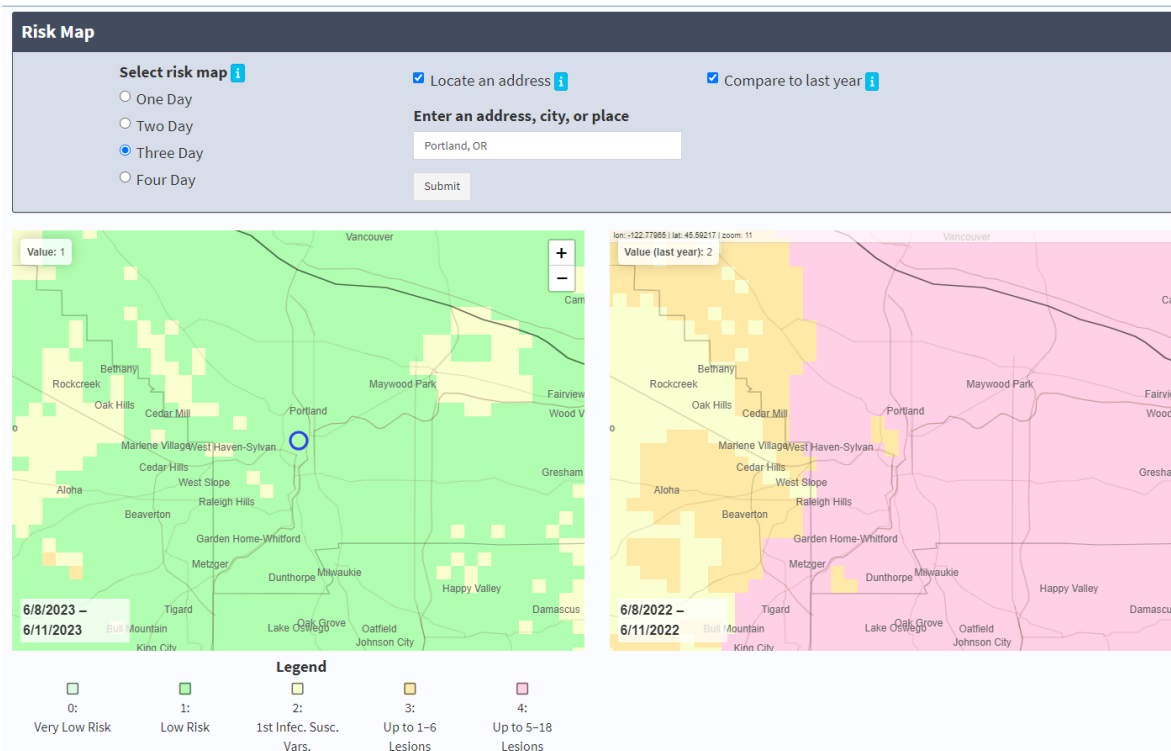 Risk Map
Select risk map i
One Day
Two Day
Three Day
Four Day
Locate an address i
Enter an address, city, or place
Portland, OR
Submit
Compare to last year i
Value: 1
+
−
Vancouver
Cam
Bethany
Rockcreek
Maywood Park
Fairview
Oak Hills
Cedar Mill
Portland
Wood V
o
Marlene Village
West Haven-Sylvan
Cedar Hills
Gresham
West Slope
Aloha
Raleigh Hills
Beaverton
Garden Home-Whitford
Metzger
Dunthorpe
Milwaukie
Happy Valley
6/8/2023 –
6/11/2023
Tigard
Damascus
Bull Mountain
Oak Grove
Lake Oswego
Oatfield
Johnson City
King City
lon: -122.77965 | lat: 45.59217 | zoom: 11
Value (last year): 2
Vancouver
Ca
Bethany
Rockcreek
Maywood Park
Fairvi
Oak Hills
Cedar Mill
Portland
Wood
o
Marlene Village
West Haven-Sylvan
Cedar Hills
Gresha
West Slope
Aloha
Raleigh Hills
Beaverton
Garden Home-Whitford
Metzger
Dunthorpe
Milwaukie
Happy Valley
6/8/2022 –
6/11/2022
Tigard
Damascu
Bull Mountain
Oak Grove
Lake Oswego
Oatfield
Johnson City
King City
Legend
0:
Very Low Risk
1:
Low Risk
2:
1st Infec. Susc.
Vars.
3:
Up to 1–6
Lesions
4:
Up to 5–18
Lesions